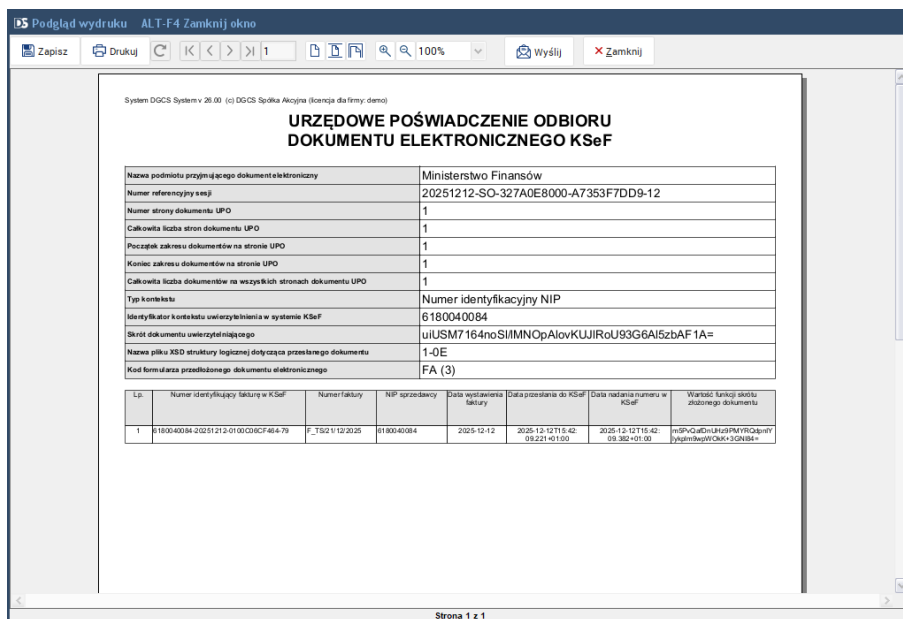 DS Podgląd wydruku ALT-F4 Zamknij okno
Zapisz Drukuj 1 100% Wyślij Zamknij
System DGCS System v 26.00 (c) DGCS Spółka Akcyjna (licencja dla firmy: demo)
URZĘDOWE POŚWIADCZENIE ODBIORU
DOKUMENTU ELEKTRONICZNEGO KSeF
Nazwa podmiotu przyjmującego dokument elektroniczny Ministerstwo Finansów
Numer referencyjny sesji 20251212-SO-327A0E8000-A7353F7DD9-12
Numer strony dokumentu UPO 1
Całkowita liczba stron dokumentu UPO 1
Początek zakresu dokumentów na stronie UPO 1
Koniec zakresu dokumentów na stronie UPO 1
Całkowita liczba dokumentów na wszystkich stronach dokumentu UPO 1
Typ kontekstu Numer identyfikacyjny NIP
Identyfikator kontekstu uwierzytelnienia w systemie KSeF 6180040084
Skrót dokumentu uwierzytelniającego uiUSM7164noSl/IMNOpAlovKUJlRoU93G6Al5zbAF1A=
Nazwa pliku XSD struktury logicznej dotycząca przesłanego dokumentu 1-0E
Kod formularza przedłożonego dokumentu elektronicznego FA (3)
Lp. Numer identyfikujący fakturę w KSeF Numer faktury NIP sprzedawcy Data wystawienia Data przesłania do KSeF Data nadania numeru w Wartość funkcji skrótu
faktury KSeF złożonego dokumentu
1 6180040084-20251212-0100C06CF464-79 F_TS/21/12/2025 6180040084 2025-12-12 2025-12-12T15:42: 2025-12-12T15:42: m5PvQafDnUHz9PMYRQdpnlY
09.221+01:00 09.382+01:00 lykplm9wpWOkK+3GNl84=
Strona 1 z 1